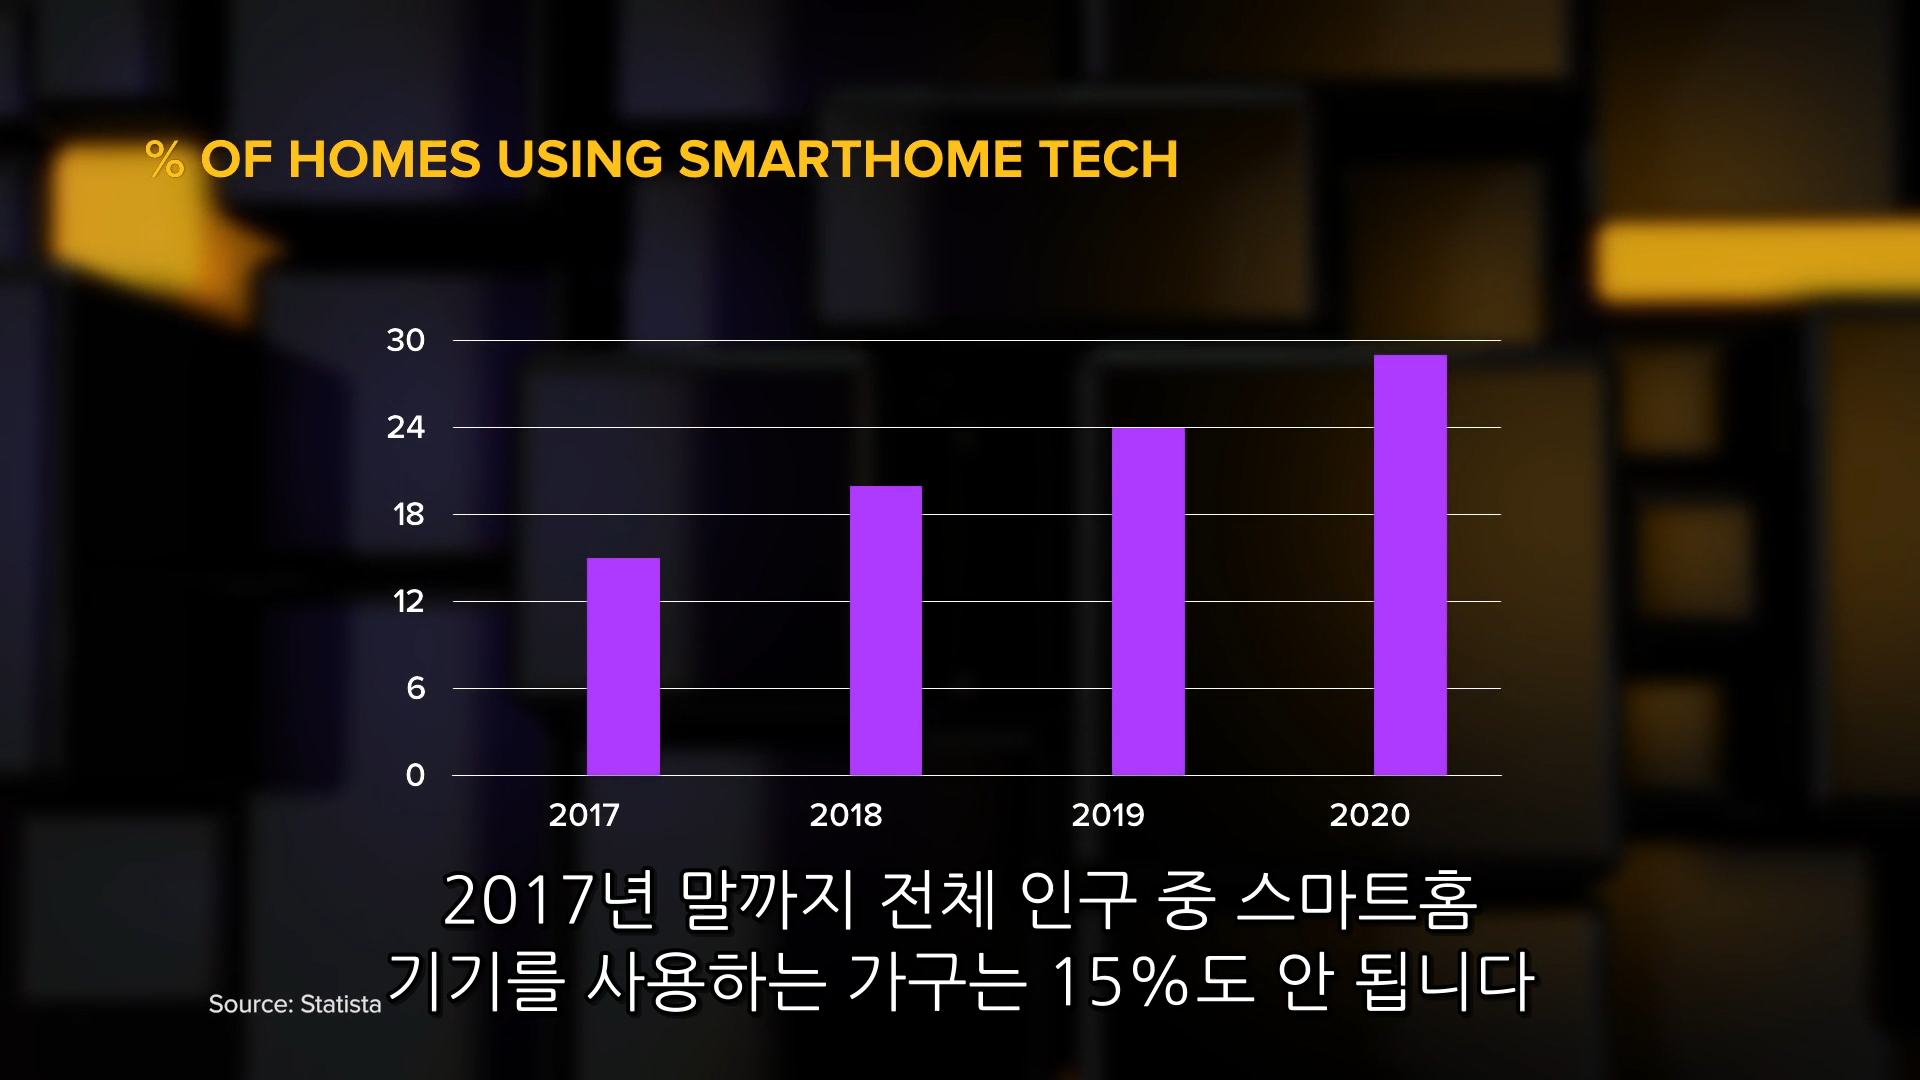 % OF HOMES USING SMARTHOME TECH
30
24
18
12
6
0
2017 2018 2019 2020
2017년 말까지 전체 인구 중 스마트홈
기기를 사용하는 가구는 15%도 안 됩니다
Source: Statista